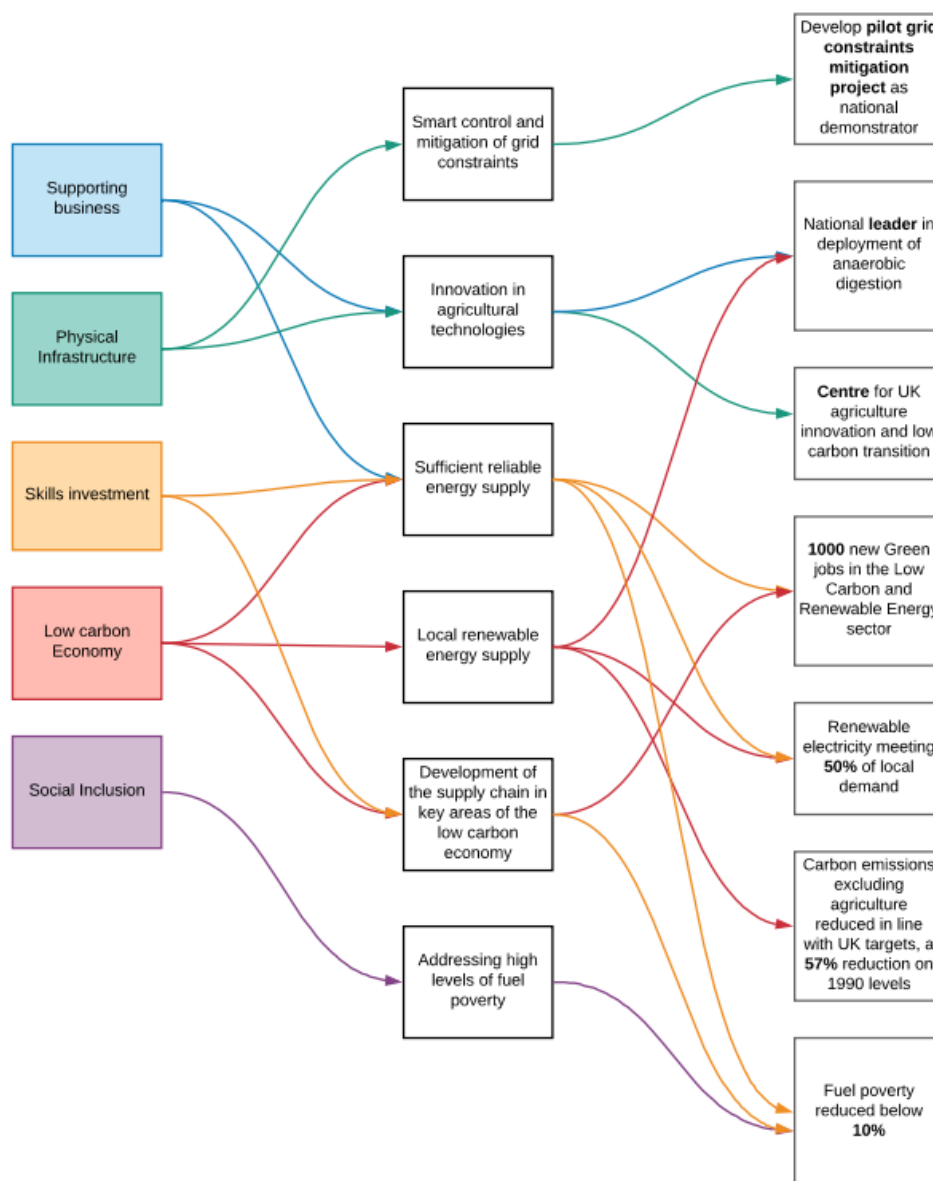 Supporting
business
Physical
Infrastructure
Skills investment
Low carbon
Economy
Social Inclusion
Smart control and
mitigation of grid
constraints
Innovation in
agricultural
technologies
Sufficient reliable
energy supply
Local renewable
energy supply
Development of
the supply chain in
key areas of the
low carbon
economy
Addressing high
levels of fuel
poverty
Develop pilot grid
constraints
mitigation
project as
national
demonstrator
National leader in
deployment of
anaerobic
digestion
Centre for UK
agriculture
innovation and low
carbon transition
1000 new Green
jobs in the Low
Carbon and
Renewable Energy
sector
Renewable
electricity meeting
50% of local
demand
Carbon emissions
excluding
agriculture
reduced in line
with UK targets, a
57% reduction on
1990 levels
Fuel poverty
reduced below
10%